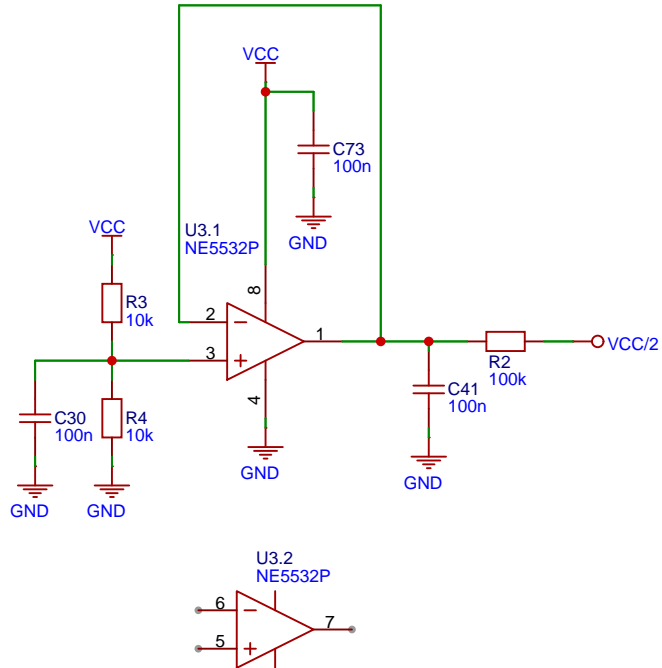 VCC
C73
100n
GND
U3.1
NE5532P
VCC
8
R3
10k
2
1
3
4
VCC/2
R2
100k
C30
100n
R4
10k
C41
100n
GND
GND
GND
GND
U3.2
NE5532P
6
7
5